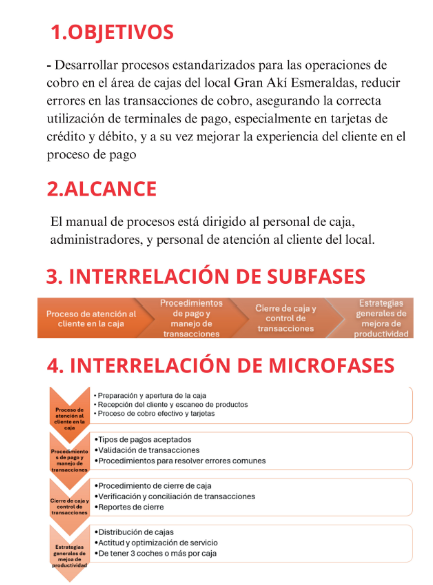 1.OBJETIVOS
- Desarrollar procesos estandarizados para las operaciones de
cobro en el área de cajas del local Gran Akí Esmeraldas, reducir
errores en las transacciones de cobro, asegurando la correcta
utilización de terminales de pago, especialmente en tarjetas de
crédito y débito, y a su vez mejorar la experiencia del cliente en el
proceso de pago
2.ALCANCE
El manual de procesos está dirigido al personal de caja,
administradores, y personal de atención al cliente del local.
3. INTERRELACIÓN DE SUBFASES
Proceso de atención al
cliente en la caja
Procedimientos
de pago y
manejo de
transacciones
Cierre de caja y
control de
transacciones
Estrategias
generales de
mejora de
productividad
4. INTERRELACIÓN DE MICROFASES
Proceso de
atención al
cliente en la
caja
• Preparación y apertura de la caja
• Recepción del cliente y escaneo de productos
• Proceso de cobro efectivo y tarjetas
Procedimiento
s de pago y
manejo de
transacciones
•Tipos de pagos aceptados
•Validación de transacciones
•Procedimientos para resolver errores comunes
Cierre de caja y
control de
transacciones
•Procedimiento de cierre de caja
•Verificación y conciliación de transacciones
•Reportes de cierre
Estrategias
generales de
mejoa de
productividad
•Distribución de cajas
•Actitud y optimización de servicio
•De tener 3 coches o más por caja